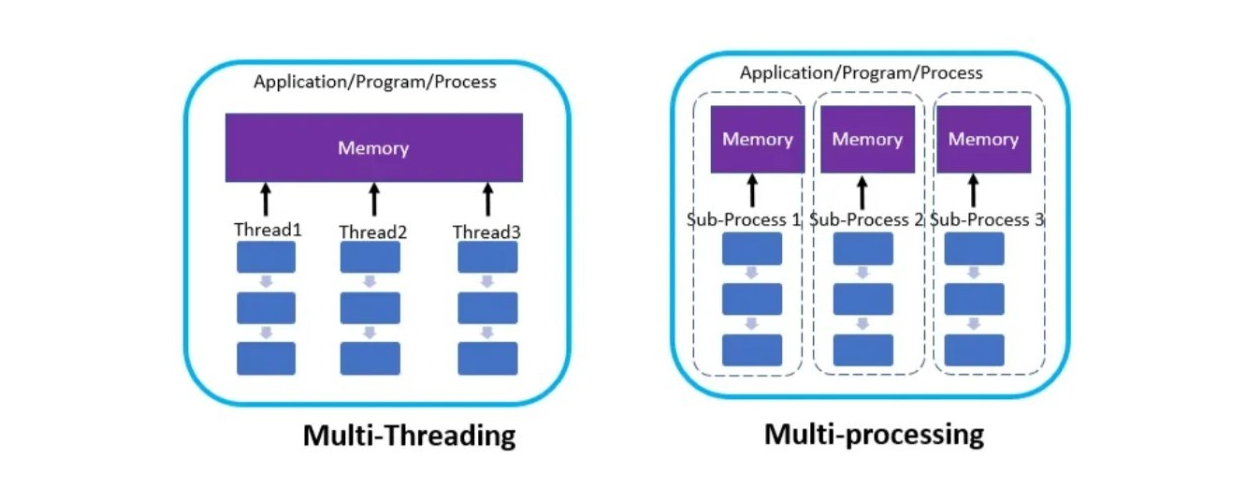 Application/Program/Process
Memory
Thread1
Thread2
Thread3
Multi-Threading
Application/Program/Process
Memory
Memory
Memory
Sub-Process 1
Sub-Process 2
Sub-Process 3
Multi-processing